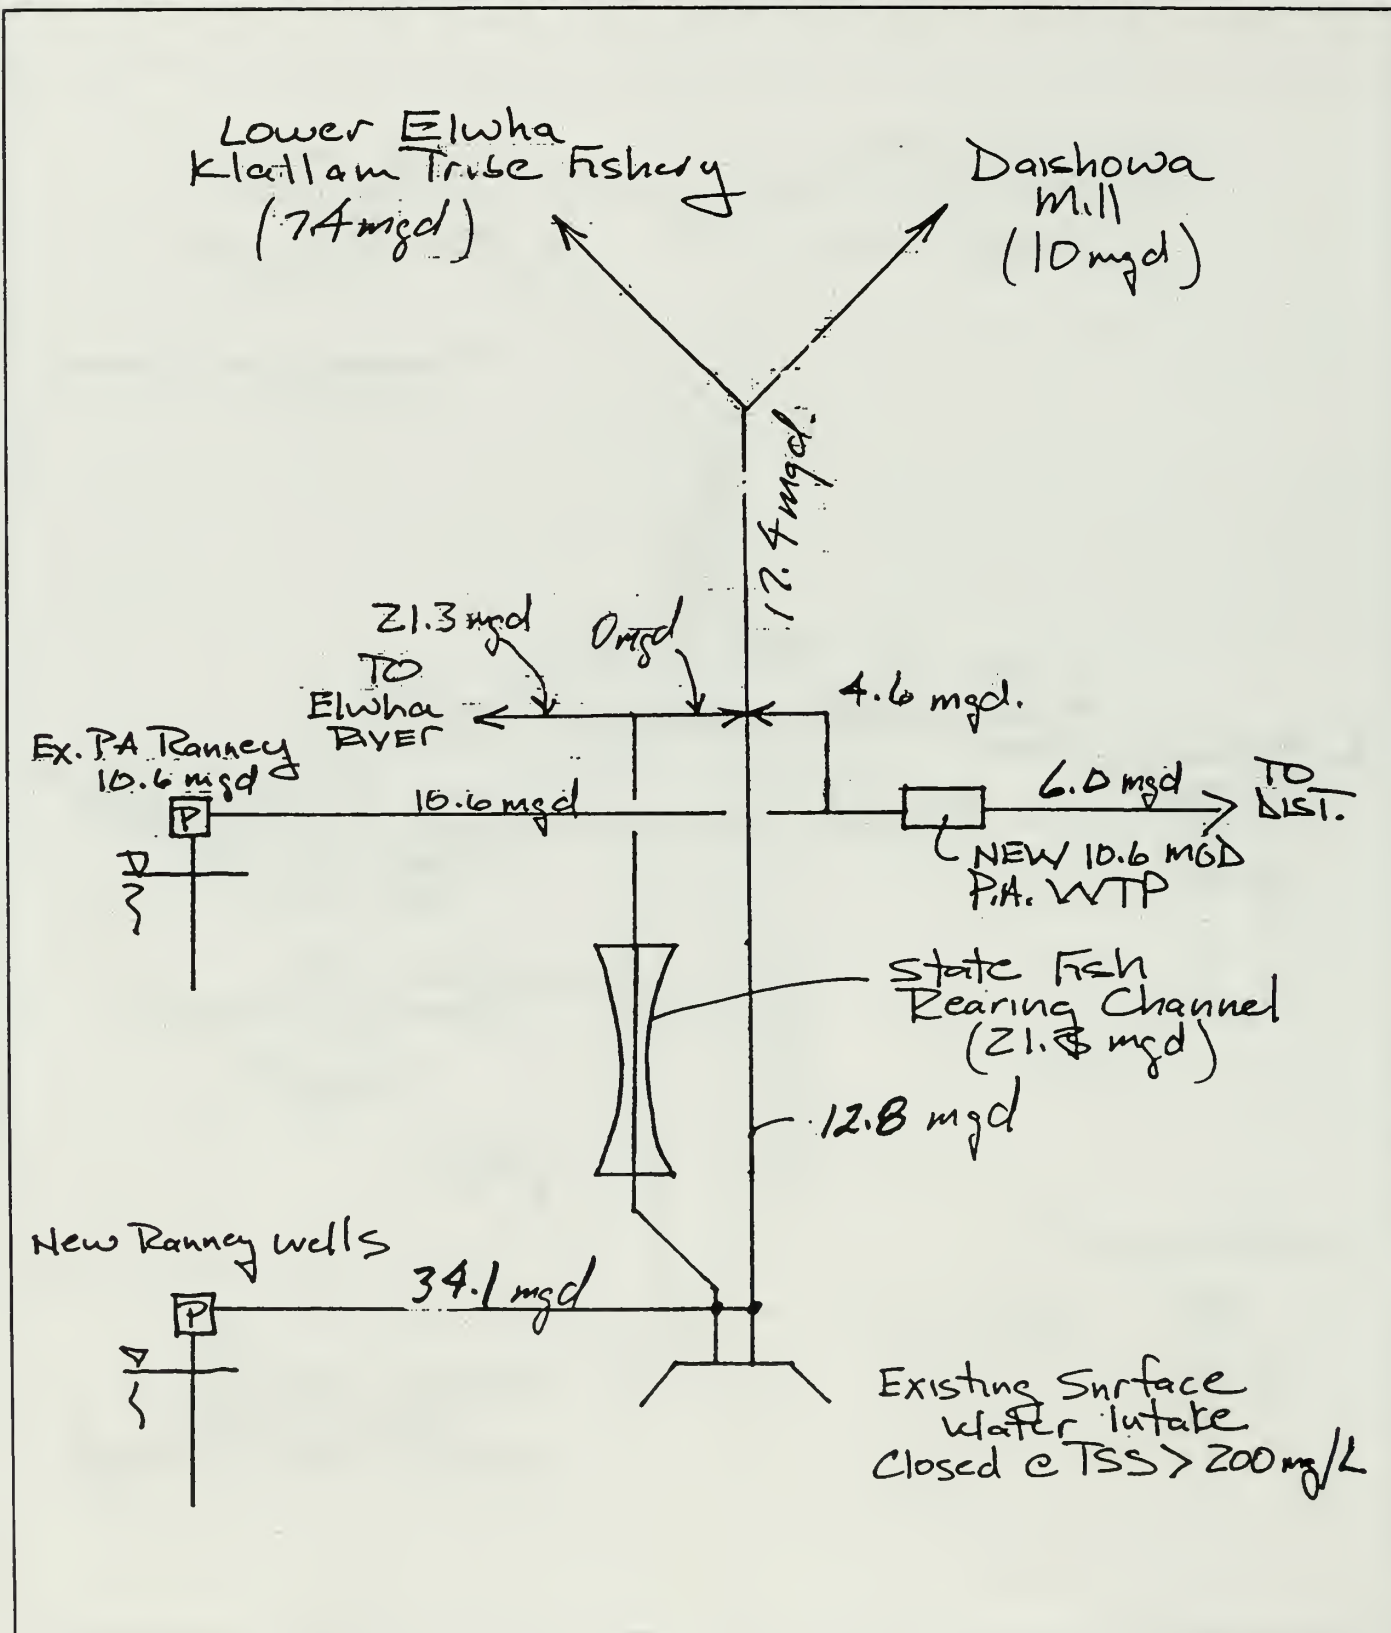 Lower Elwha
Klallam Tribe Fishery
(7.4 mgd)
Daishowa
Mill
(10 mgd)
17.4 mgd.
21.3 mgd
0 mgd
TO
Elwha
RIVER
4.6 mgd.
Ex. PA Ranney
10.6 mgd
P
10.6 mgd
6.0 mgd
TO
DIST.
NEW 10.6 MGD
P.A. WTP
State Fish
Rearing Channel
(21.3 mgd)
12.8 mgd
New Ranney wells
34.1 mgd
P
Existing Surface
Water Intake
Closed @ TSS > 200 mg/L